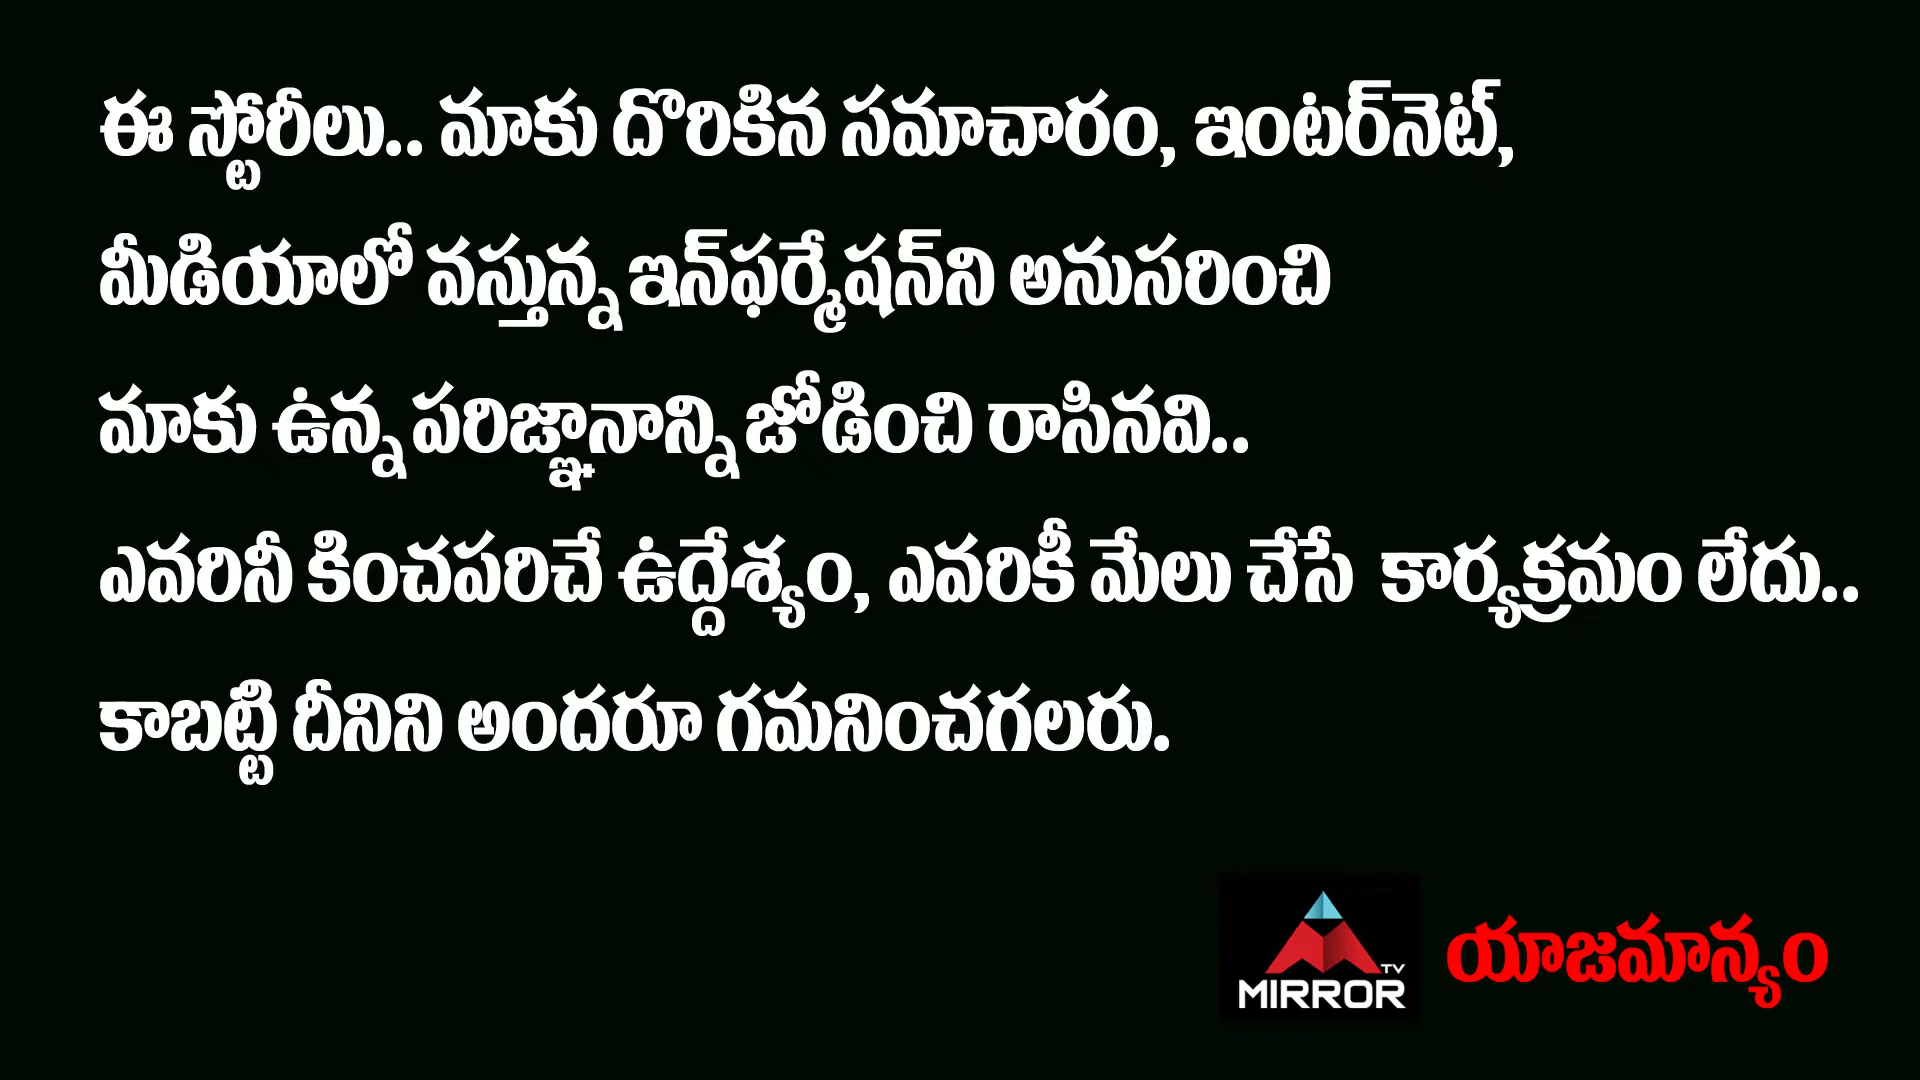 ఈ స్టోరీలు.. మాకు దొరికిన సమాచారం, ఇంటర్‌నెట్,
మీడియాలో వస్తున్న ఇన్‌ఫర్మేషన్‌ని అనుసరించి
మాకు ఉన్న పరిజ్ఞానాన్ని జోడించి రాసినవి..
ఎవరినీ కించపరిచే ఉద్దేశ్యం, ఎవరికీ మేలు చేసే కార్యక్రమం లేదు..
కాబట్టి దీనిని అందరూ గమనించగలరు.
TV
MIRROR
యాజమాన్యం